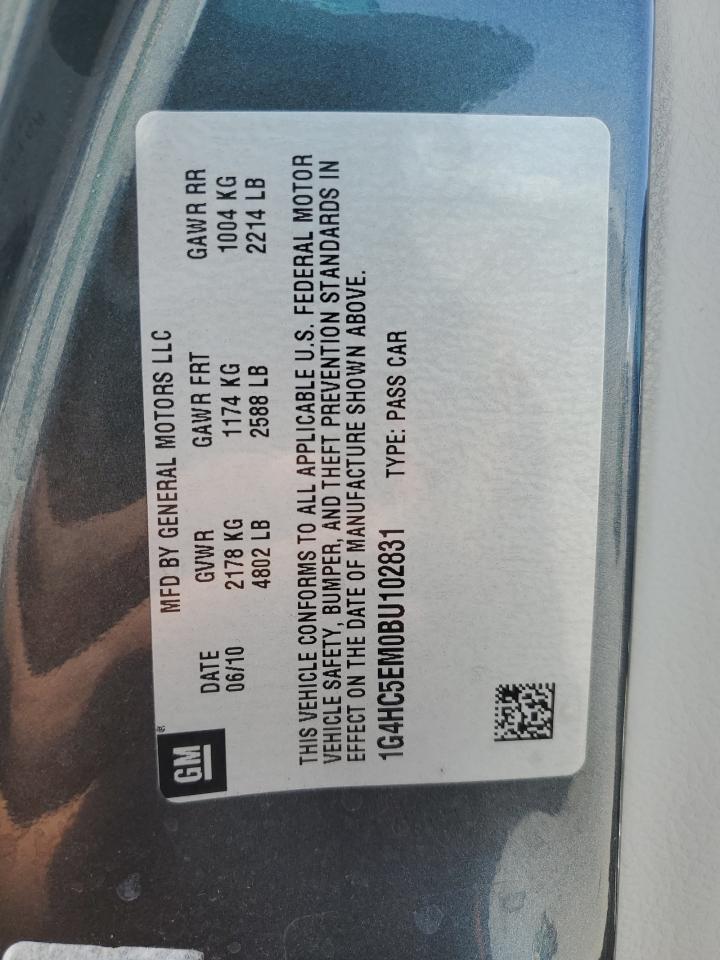 GM
MFD BY GENERAL MOTORS LLC
DATE GVWR GAWR FRT GAWR RR
06/10 2178 KG 1174 KG 1004 KG
4802 LB 2588 LB 2214 LB
THIS VEHICLE CONFORMS TO ALL APPLICABLE U.S. FEDERAL MOTOR
VEHICLE SAFETY, BUMPER, AND THEFT PREVENTION STANDARDS IN
EFFECT ON THE DATE OF MANUFACTURE SHOWN ABOVE.
1G4HC5EM0BU102831 TYPE: PASS CAR